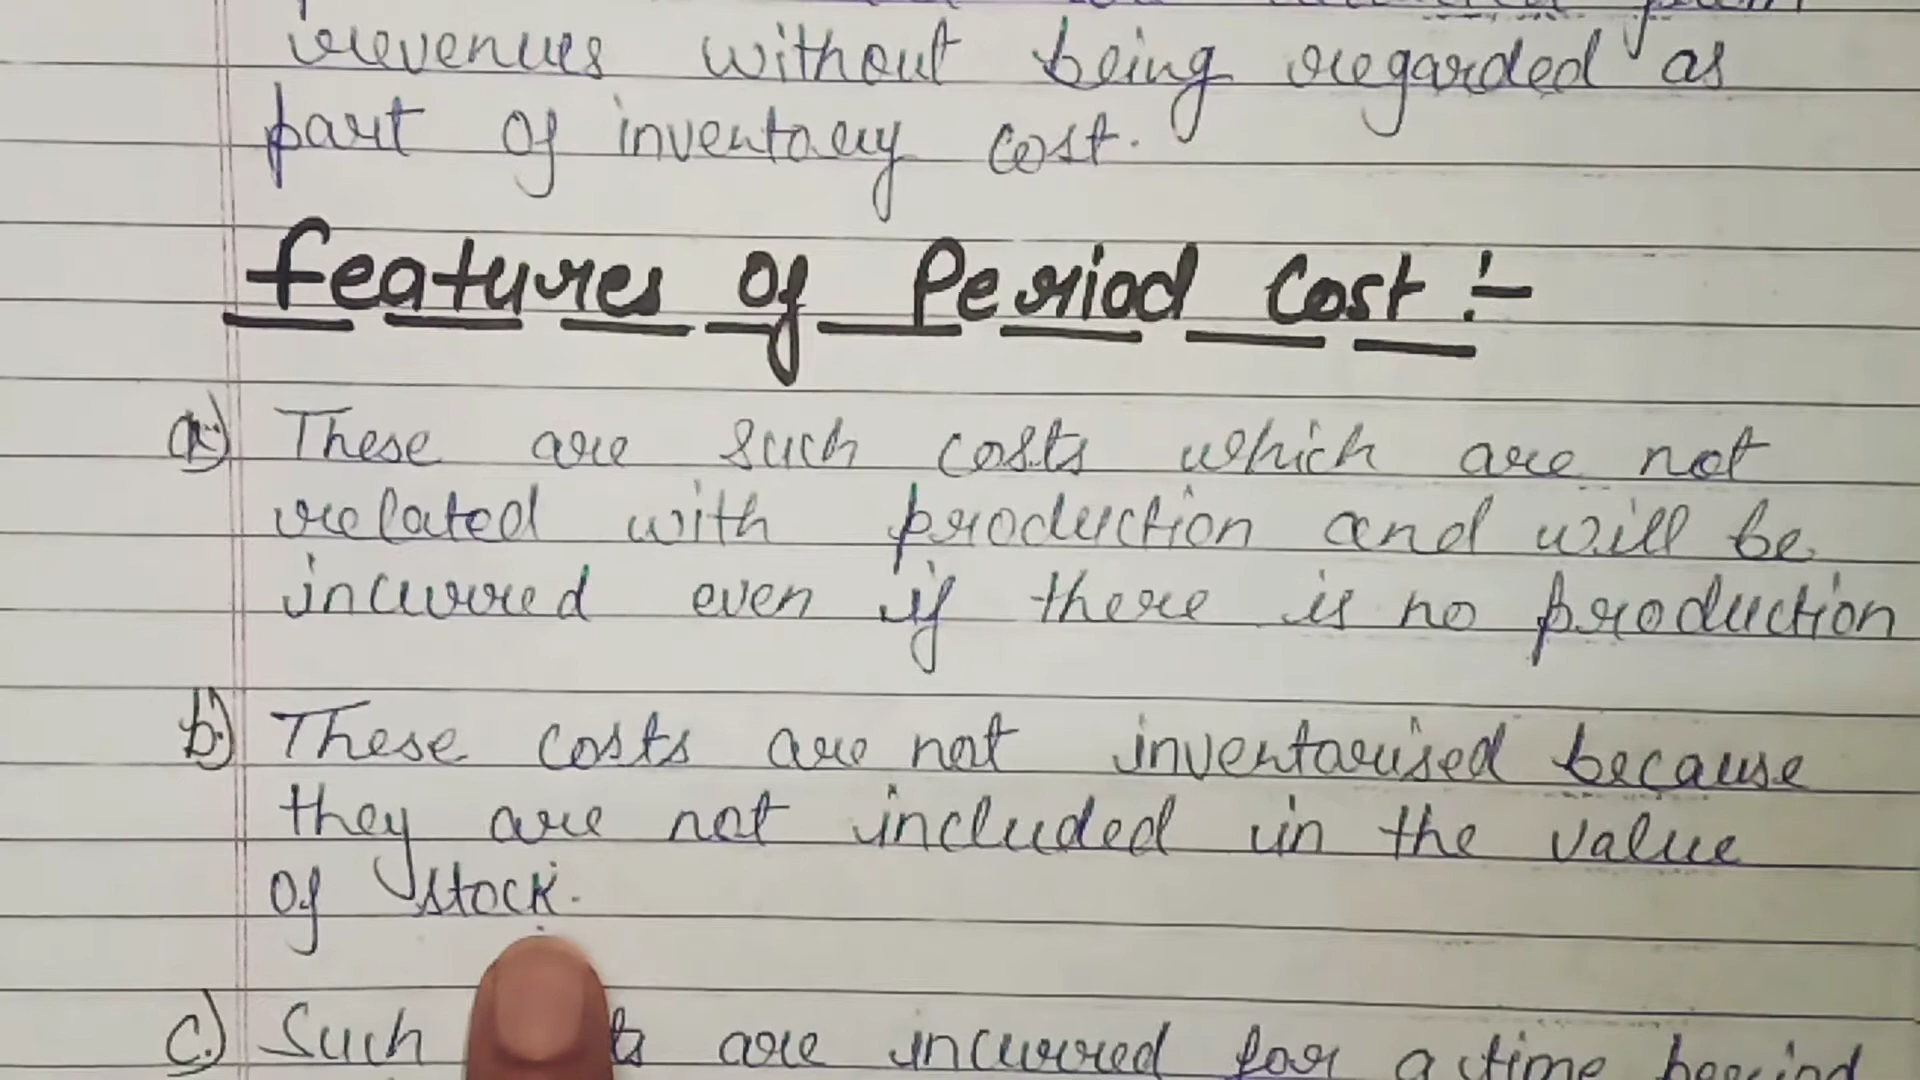 revenues without being regarded as
part of inventory cost.
Features of Period Cost :-
a) These are such costs which are not
related with production and will be
incurred even if there is no production
b) These costs are not inventorised because
they are not included in the value
of stock.
c.) Such are incurred for a time period